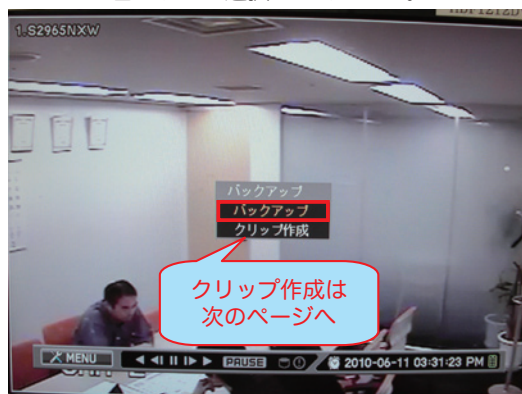 1.S2965NXW
バックアップ
バックアップ
クリップ作成
クリップ作成は
次のページへ
MENU
PAUSE
2010-06-11 03:31:23 PM